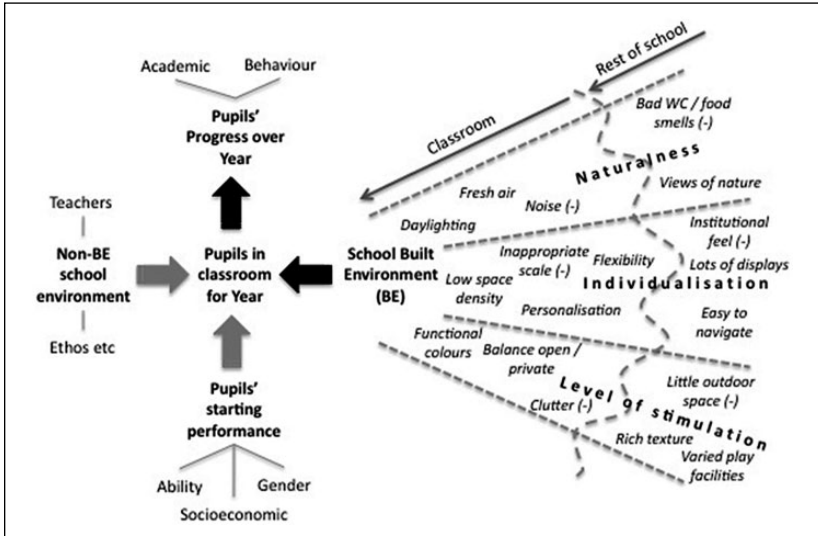 Academic
Behaviour
Pupils'
Progress over
Year
Teachers
Non-BE
school
environment
Ethos etc
Pupils in
classroom
for Year
School Built
Environment
(BE)
Pupils'
starting
performance
Ability
Gender
Socioeconomic
Classroom
Rest of school
Bad WC / food
smells (-)
Naturalness
Fresh air
Noise (-)
Views of nature
Daylighting
Institutional
feel (-)
Inappropriate
scale (-)
Flexibility
Lots of displays
Low space
density
Individualisation
Personalisation
Easy to
navigate
Functional
colours
Balance open /
private
Little outdoor
space (-)
Clutter (-)
Level of stimulation
Rich texture
Varied play
facilities